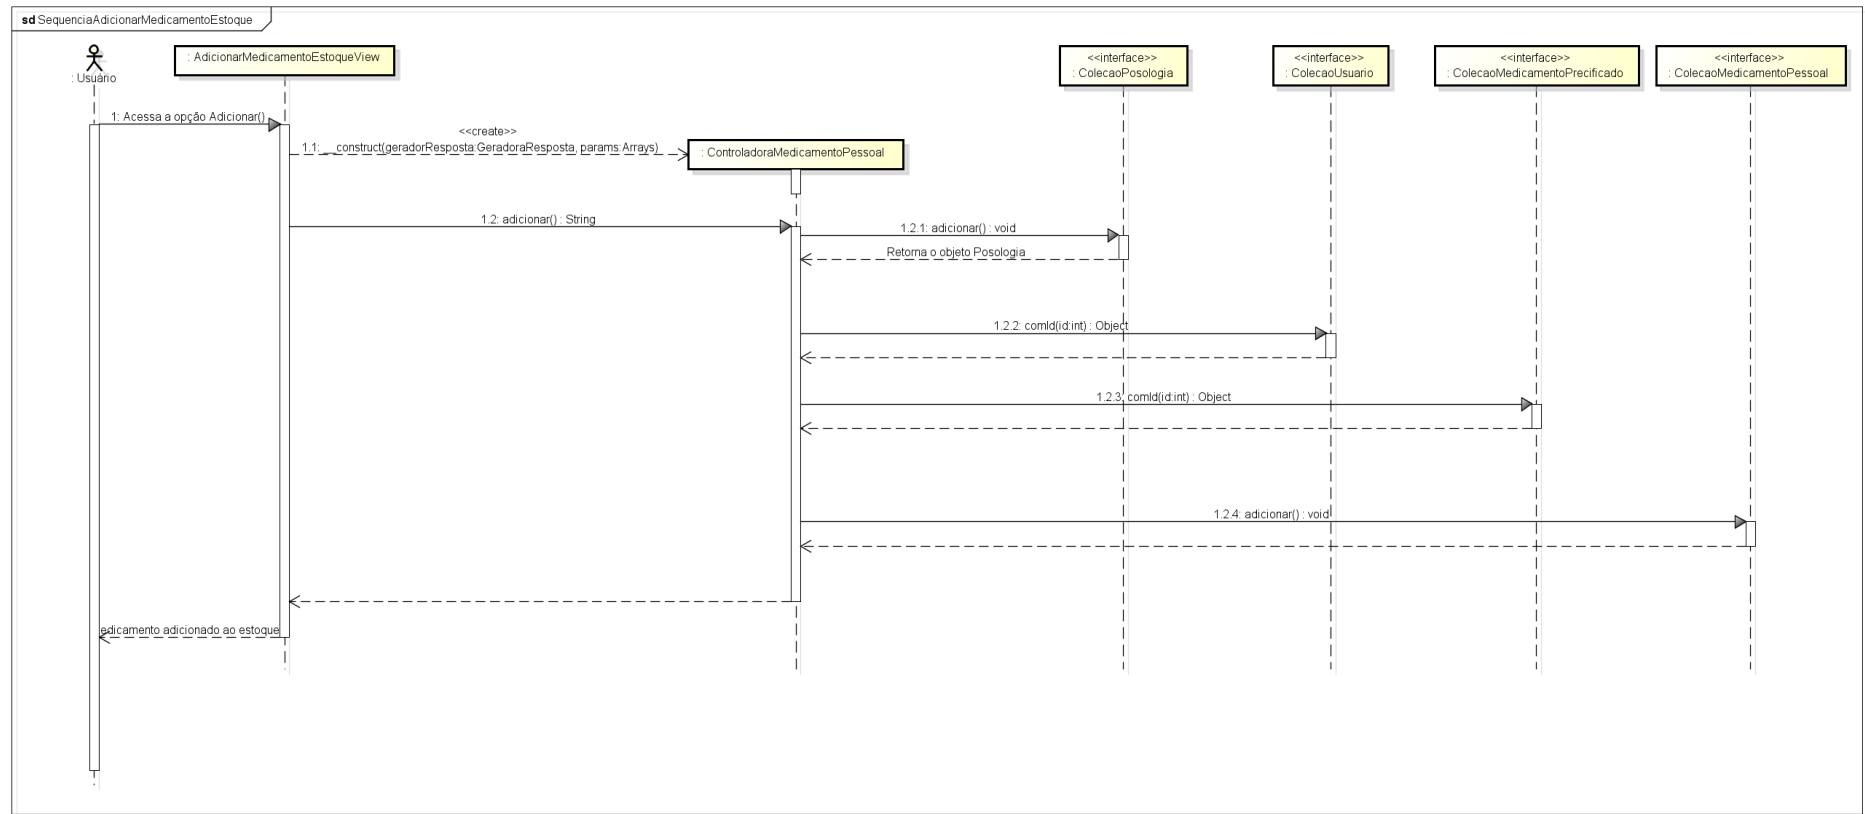 sd SequenciaAdicionarMedicamentoEstoque
: Usuário
: AdicionarMedicamentoEstoqueView
<<interface>>
: ColecaoPosologia
<<interface>>
: ColecaoUsuario
<<interface>>
: ColecaoMedicamentoPrecificado
<<interface>>
: ColecaoMedicamentoPessoal
1: Acessa a opção Adicionar()
<<create>>
1.1: __construct(geradorResposta:GeradoraResposta, params:Arrays)
: ControladoraMedicamentoPessoal
1.2: adicionar() : String
1.2.1: adicionar() : void
Retorna o objeto Posologia
1.2.2: comId(id:int) : Object
1.2.3: comId(id:int) : Object
1.2.4: adicionar() : void
edicamento adicionado ao estoque